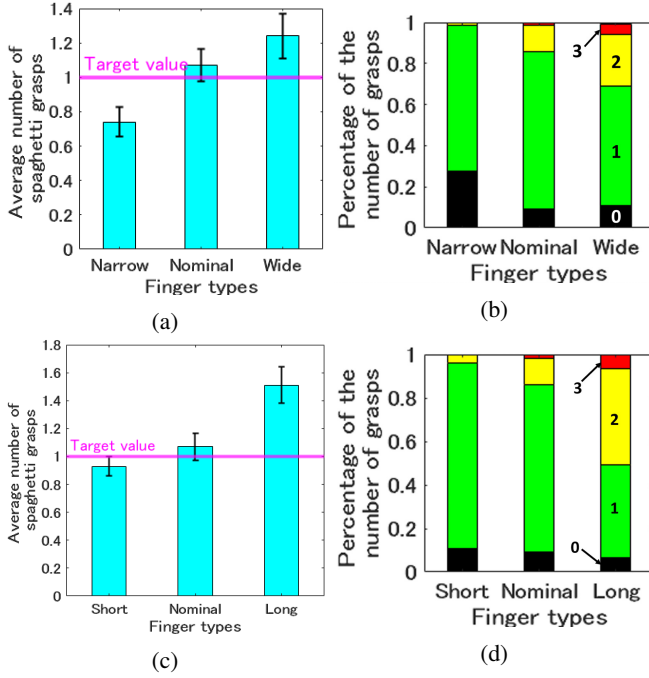 Average number of
spaghetti grasps
1.4
1.2
1
0.8
0.6
0.4
0.2
0
Target value
Narrow Nominal Wide
Finger types
(a)
Percentage of the
number of grasps
1
0.8
0.6
0.4
0.2
0
3
2
1
0
Narrow Nominal Wide
Finger types
(b)
Average number of
spaghetti grasps
1.8
1.6
1.4
1.2
1
0.8
0.6
0.4
0.2
0
Target value
Short Nominal Long
Finger types
(c)
Percentage of the
number of grasps
1
0.8
0.6
0.4
0.2
0
3
2
1
0
Short Nominal Long
Finger types
(d)